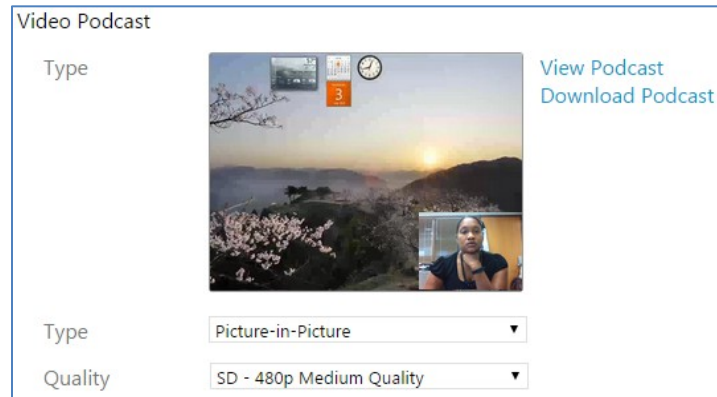 Video Podcast
Type
View Podcast
Download Podcast
3
Type
Picture-in-Picture
Quality
SD - 480p Medium Quality